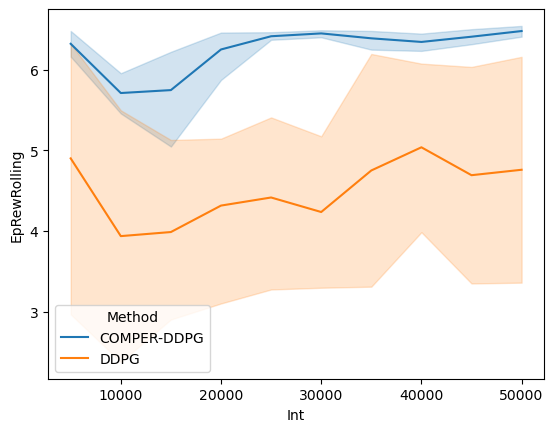 EpRewRolling
6
5
4
3
Method
COMPER-DDPG
DDPG
10000 20000 30000 40000 50000
Int